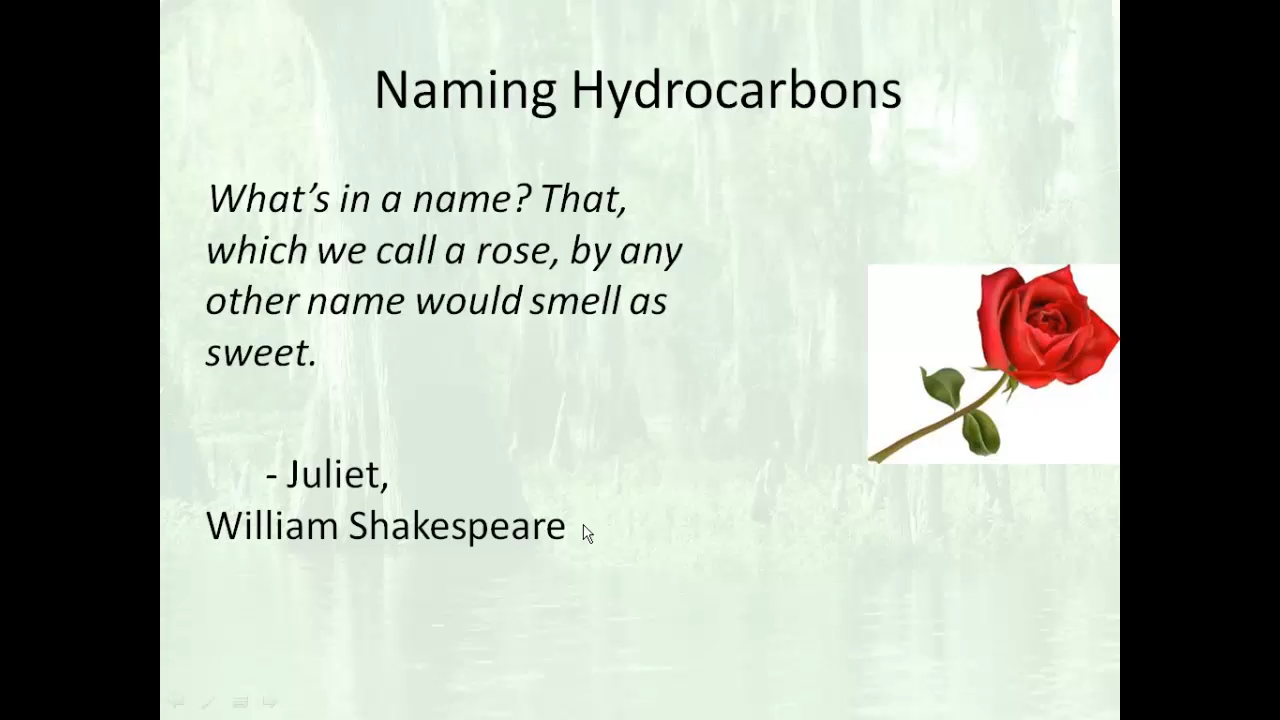 Naming Hydrocarbons
What’s in a name? That,
which we call a rose, by any
other name would smell as
sweet.
- Juliet,
William Shakespeare